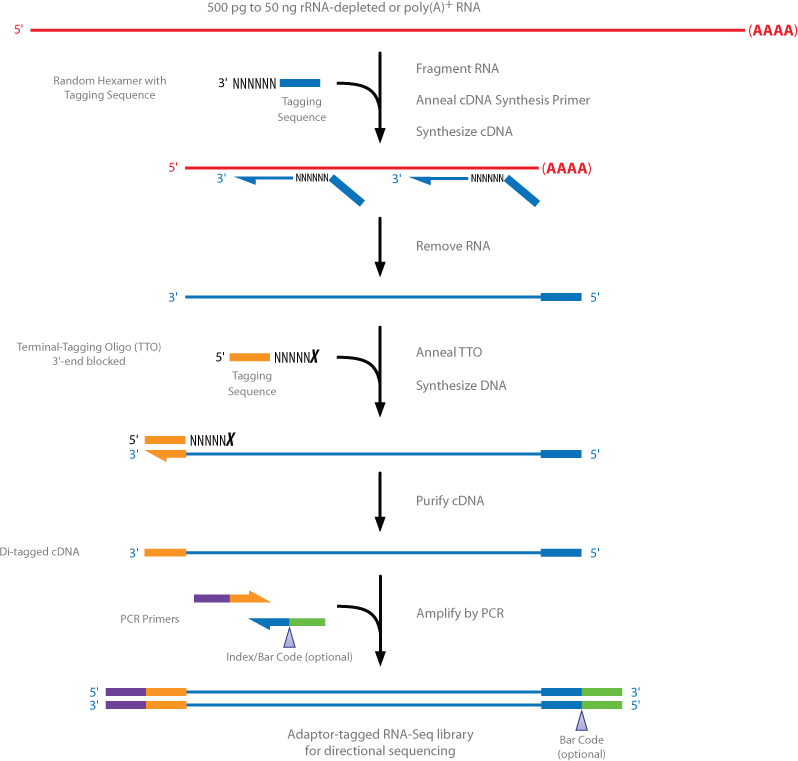 500 pg to 50 ng rRNA-depleted or poly(A)+ RNA
5' (AAAA)
Random Hexamer with
Tagging Sequence
3' NNNNNN
Tagging
Sequence
Fragment RNA
Anneal cDNA Synthesis Primer
Synthesize cDNA
5' (AAAA)
3' NNNNNN 3' NNNNNN
Remove RNA
3' 5'
Terminal-Tagging Oligo (TTO)
3'-end blocked
5' NNNNNX
Tagging
Sequence
Anneal TTO
Synthesize DNA
5' NNNNNX
3' 5'
Purify cDNA
Di-tagged cDNA 3' 5'
PCR Primers
Amplify by PCR
Index/Bar Code (optional)
5' 3'
3' 5'
Adaptor-tagged RNA-Seq library
for directional sequencing
Bar Code
(optional)